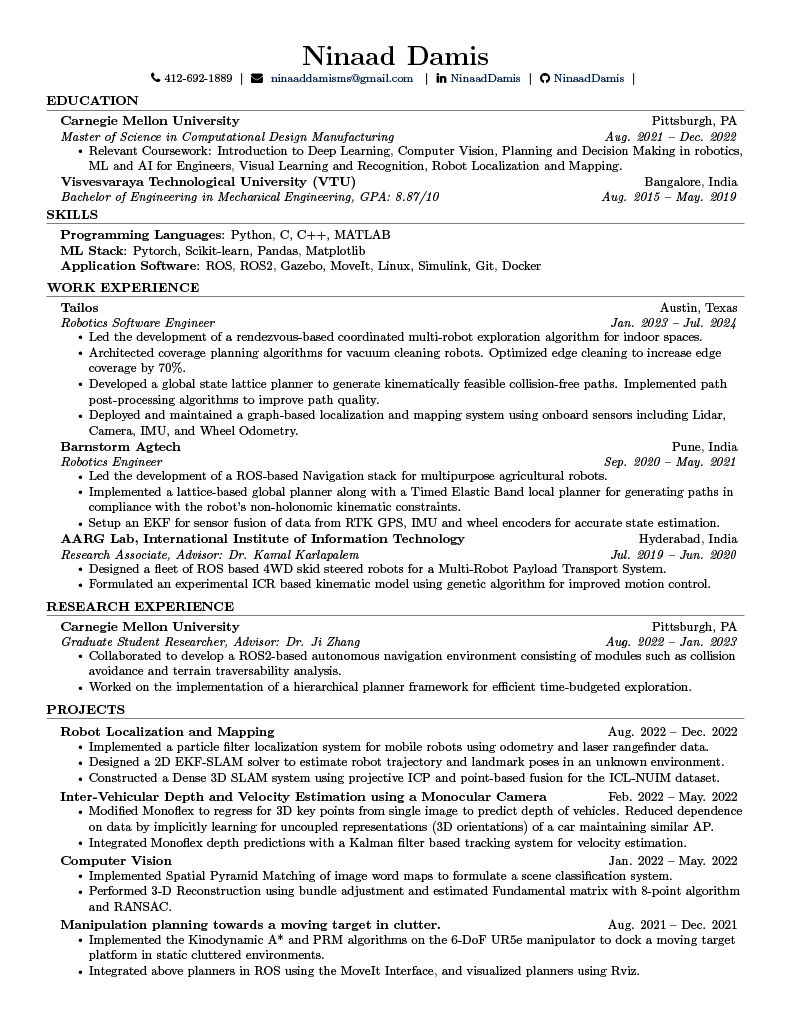 Ninaad Damis
412-692-1889 | ninaaddamisms@gmail.com | NinaadDamis | NinaadDamis |
EDUCATION
Carnegie Mellon University Pittsburgh, PA
Master of Science in Computational Design Manufacturing Aug. 2021 – Dec. 2022
• Relevant Coursework: Introduction to Deep Learning, Computer Vision, Planning and Decision Making in robotics,
ML and AI for Engineers, Visual Learning and Recognition, Robot Localization and Mapping.
Visvesvaraya Technological University (VTU) Bangalore, India
Bachelor of Engineering in Mechanical Engineering, GPA: 8.87/10 Aug. 2015 – May. 2019
SKILLS
Programming Languages: Python, C, C++, MATLAB
ML Stack: Pytorch, Scikit-learn, Pandas, Matplotlib
Application Software: ROS, ROS2, Gazebo, MoveIt, Linux, Simulink, Git, Docker
WORK EXPERIENCE
Tailos Austin, Texas
Robotics Software Engineer Jan. 2023 – Jul. 2024
• Led the development of a rendezvous-based coordinated multi-robot exploration algorithm for indoor spaces.
• Architected coverage planning algorithms for vacuum cleaning robots. Optimized edge cleaning to increase edge
coverage by 70%.
• Developed a global state lattice planner to generate kinematically feasible collision-free paths. Implemented path
post-processing algorithms to improve path quality.
• Deployed and maintained a graph-based localization and mapping system using onboard sensors including Lidar,
Camera, IMU, and Wheel Odometry.
Barnstorm Agtech Pune, India
Robotics Engineer Sep. 2020 – May. 2021
• Led the development of a ROS-based Navigation stack for multipurpose agricultural robots.
• Implemented a lattice-based global planner along with a Timed Elastic Band local planner for generating paths in
compliance with the robot's non-holonomic kinematic constraints.
• Setup an EKF for sensor fusion of data from RTK GPS, IMU and wheel encoders for accurate state estimation.
AARG Lab, International Institute of Information Technology Hyderabad, India
Research Associate, Advisor: Dr. Kamal Karlapalem Jul. 2019 – Jun. 2020
• Designed a fleet of ROS based 4WD skid steered robots for a Multi-Robot Payload Transport System.
• Formulated an experimental ICR based kinematic model using genetic algorithm for improved motion control.
RESEARCH EXPERIENCE
Carnegie Mellon University Pittsburgh, PA
Graduate Student Researcher, Advisor: Dr. Ji Zhang Aug. 2022 – Jan. 2023
• Collaborated to develop a ROS2-based autonomous navigation environment consisting of modules such as collision
avoidance and terrain traversability analysis.
• Worked on the implementation of a hierarchical planner framework for efficient time-budgeted exploration.
PROJECTS
Robot Localization and Mapping Aug. 2022 – Dec. 2022
• Implemented a particle filter localization system for mobile robots using odometry and laser rangefinder data.
• Designed a 2D EKF-SLAM solver to estimate robot trajectory and landmark poses in an unknown environment.
• Constructed a Dense 3D SLAM system using projective ICP and point-based fusion for the ICL-NUIM dataset.
Inter-Vehicular Depth and Velocity Estimation using a Monocular Camera Feb. 2022 – May. 2022
• Modified Monoflex to regress for 3D key points from single image to predict depth of vehicles. Reduced dependence
on data by implicitly learning for uncoupled representations (3D orientations) of a car maintaining similar AP.
• Integrated Monoflex depth predictions with a Kalman filter based tracking system for velocity estimation.
Computer Vision Jan. 2022 – May. 2022
• Implemented Spatial Pyramid Matching of image word maps to formulate a scene classification system.
• Performed 3-D Reconstruction using bundle adjustment and estimated Fundamental matrix with 8-point algorithm
and RANSAC.
Manipulation planning towards a moving target in clutter. Aug. 2021 – Dec. 2021
• Implemented the Kinodynamic A* and PRM algorithms on the 6-DoF UR5e manipulator to dock a moving target
platform in static cluttered environments.
• Integrated above planners in ROS using the MoveIt Interface, and visualized planners using Rviz.